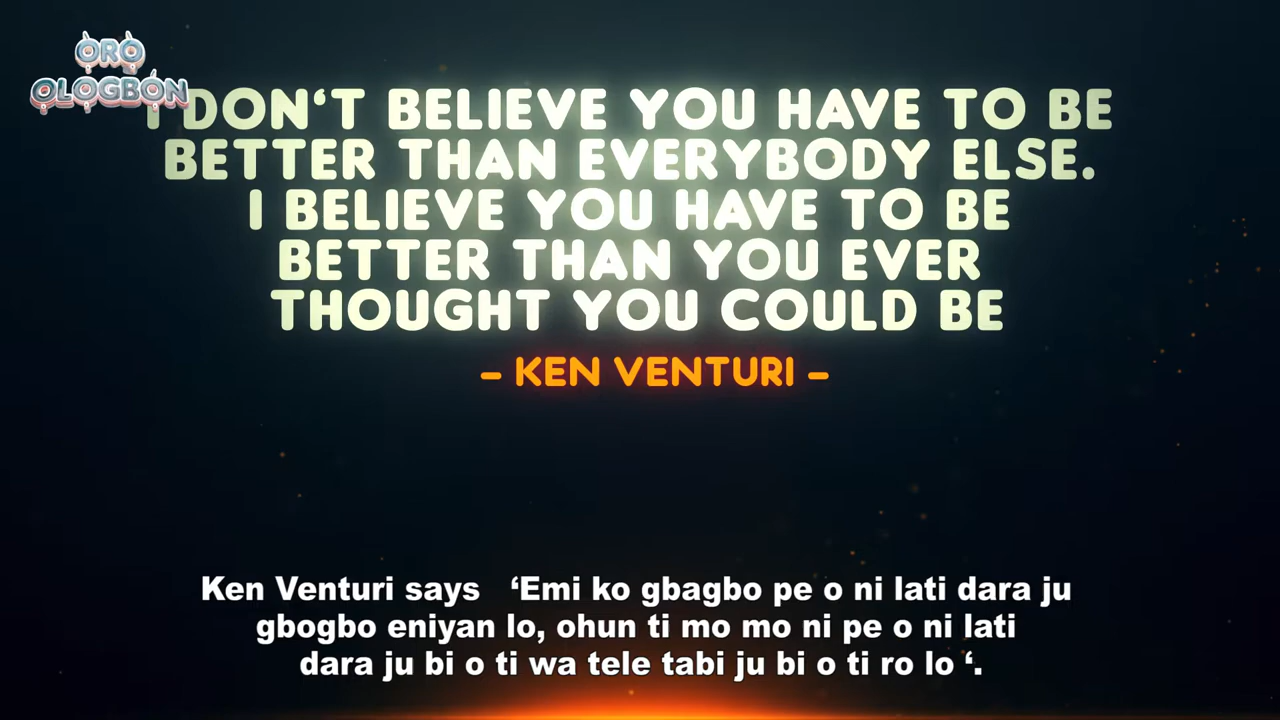 ÒRÒ
OLOGBÓN
I DON‘T BELIEVE YOU HAVE TO BE
BETTER THAN EVERYBODY ELSE.
I BELIEVE YOU HAVE TO BE
BETTER THAN YOU EVER
THOUGHT YOU COULD BE
– KEN VENTURI –
Ken Venturi says ‘Emi ko gbagbo pe o ni lati dara ju
gbogbo eniyan lo, ohun ti mo mo ni pe o ni lati
dara ju bi o ti wa tele tabi ju bi o ti ro lo ‘.